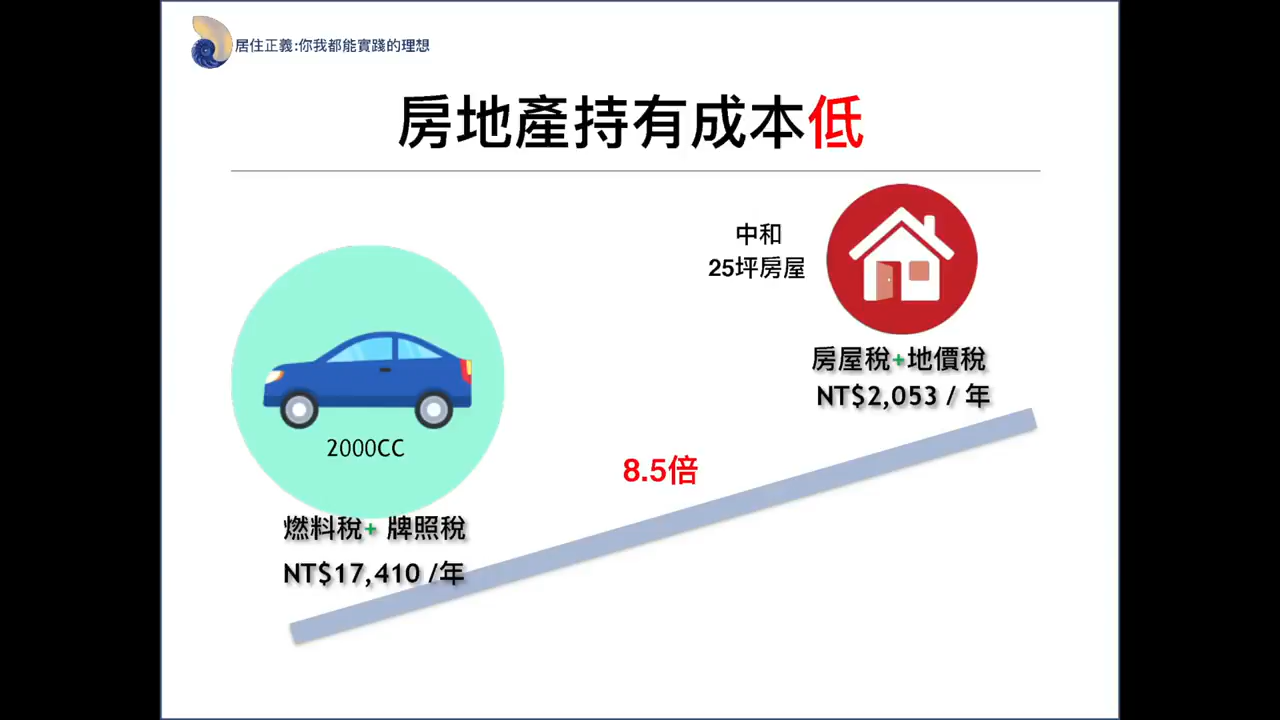 居住正義:你我都能實踐的理想
房地產持有成本低
中和
25坪房屋
房屋稅+地價稅
NT$2,053 / 年
2000CC
8.5倍
燃料稅+ 牌照稅
NT$17,410 /年